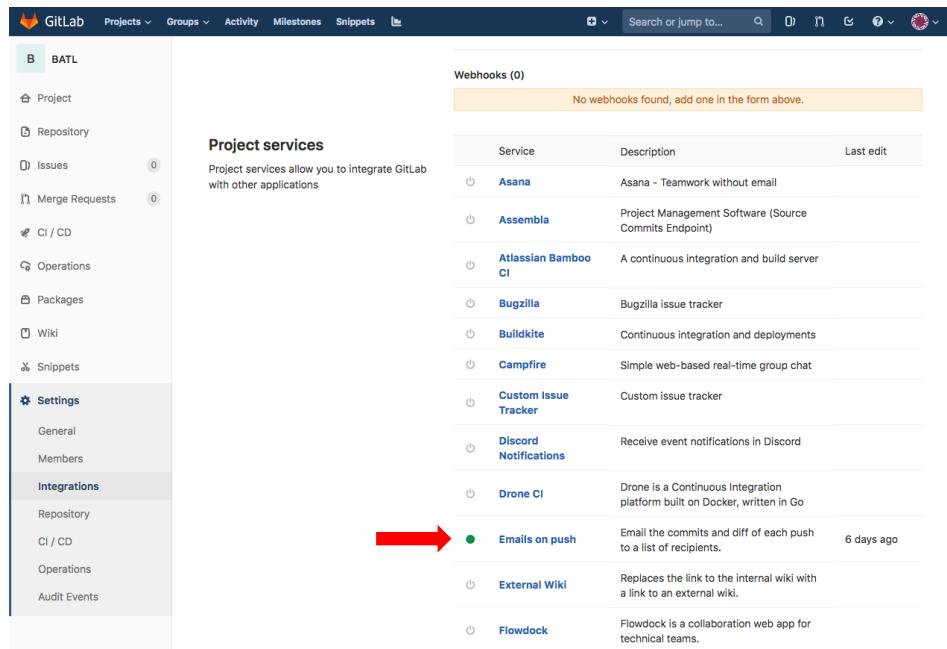 GitLab Projects Groups Activity Milestones Snippets Search or jump to...
B BATL
Project
Repository
Issues 0
Merge Requests 0
CI / CD
Operations
Packages
Wiki
Snippets
Settings
General
Members
Integrations
Repository
CI / CD
Operations
Audit Events
Project services
Project services allow you to integrate GitLab
with other applications
Webhooks (0)
No webhooks found, add one in the form above.
Service Description Last edit
Asana Asana - Teamwork without email
Assembla Project Management Software (Source
Commits Endpoint)
Atlassian Bamboo A continuous integration and build server
CI
Bugzilla Bugzilla issue tracker
Buildkite Continuous integration and deployments
Campfire Simple web-based real-time group chat
Custom Issue Custom issue tracker
Tracker
Discord Receive event notifications in Discord
Notifications
Drone CI Drone is a Continuous Integration
platform built on Docker, written in Go
Emails on push Email the commits and diff of each push 6 days ago
to a list of recipients.
External Wiki Replaces the link to the internal wiki with
a link to an external wiki.
Flowdock Flowdock is a collaboration web app for
technical teams.